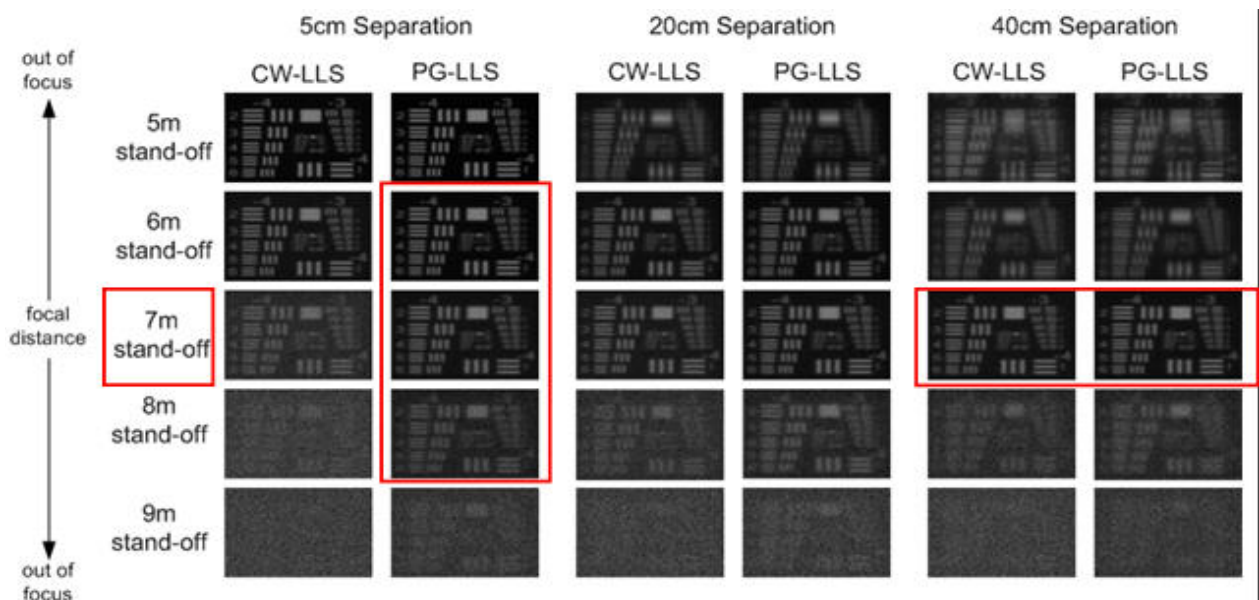 5cm Separation
20cm Separation
40cm Separation
out of
focus
CW-LLS
PG-LLS
CW-LLS
PG-LLS
CW-LLS
PG-LLS
5m
stand-off
6m
stand-off
focal
distance
7m
stand-off
8m
stand-off
9m
stand-off
out of
focus